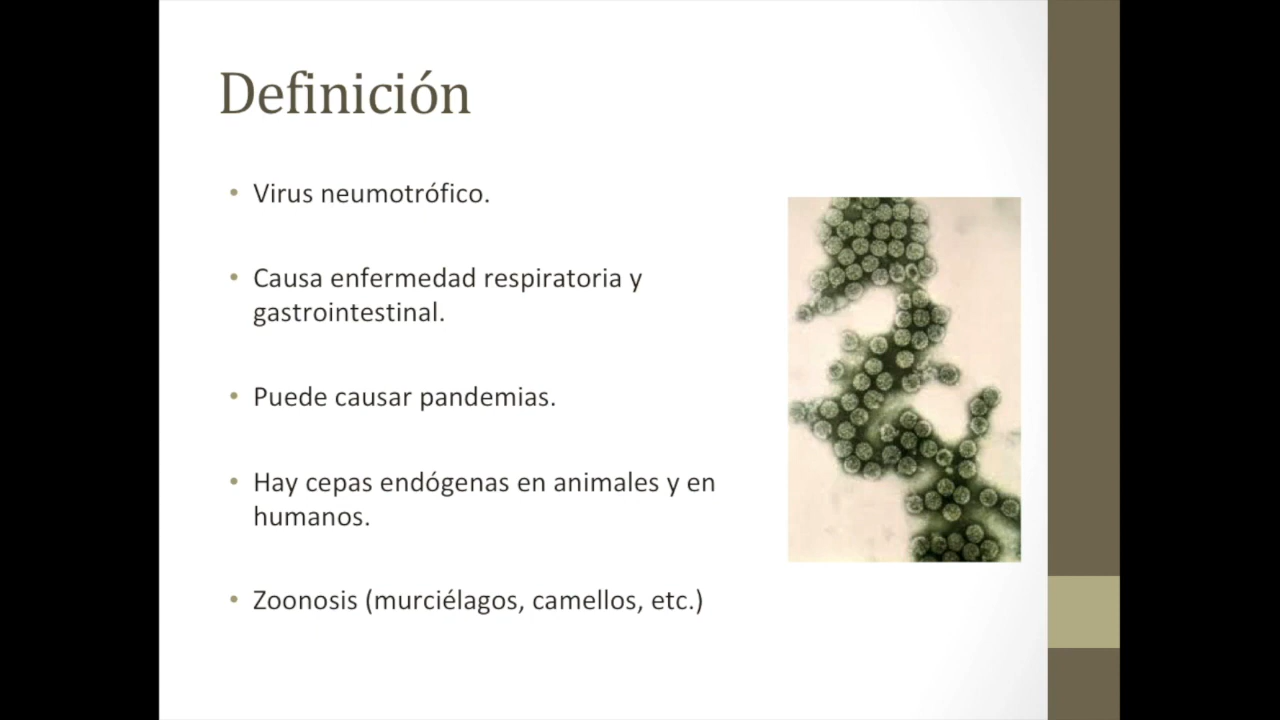 Definición
• Virus neumotrófico.
• Causa enfermedad respiratoria y
gastrointestinal.
• Puede causar pandemias.
• Hay cepas endógenas en animales y en
humanos.
• Zoonosis (murciélagos, camellos, etc.)